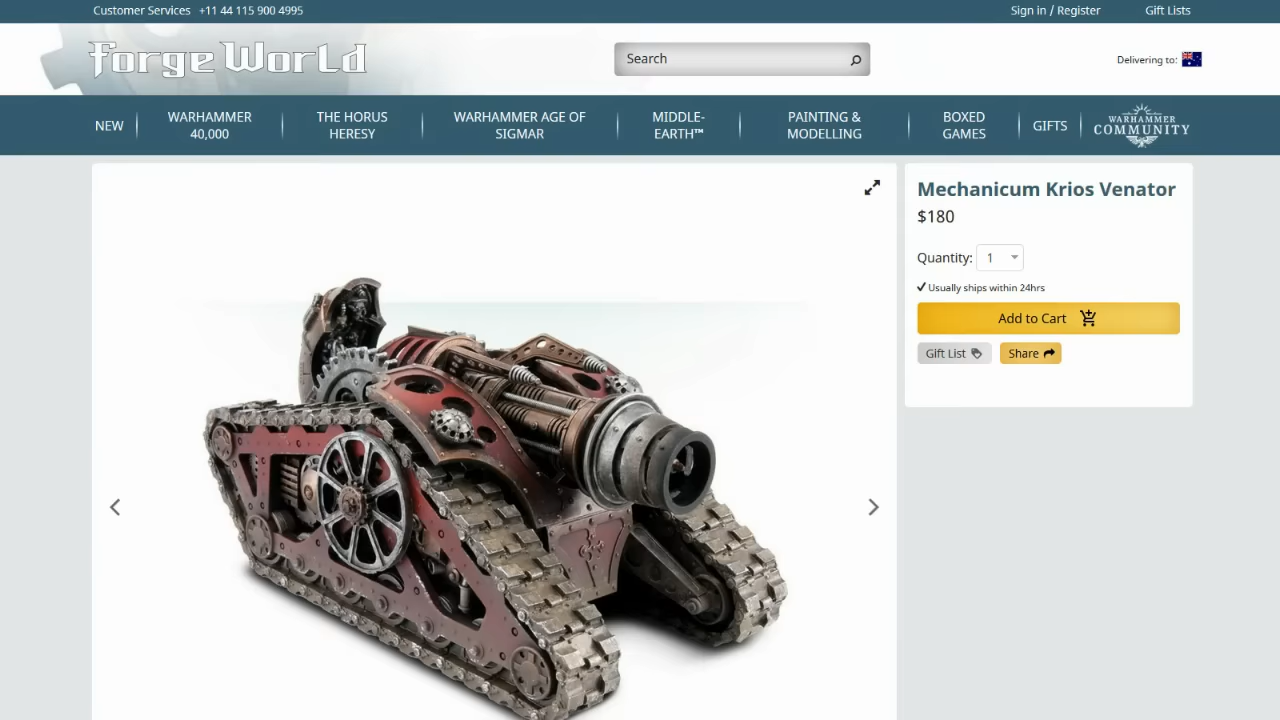 Customer Services +11 44 115 900 4995
Sign in / Register
Gift Lists
Forge World
Search
Delivering to:
NEW
WARHAMMER
40,000
THE HORUS
HERESY
WARHAMMER AGE OF
SIGMAR
MIDDLE-
EARTH™
PAINTING &
MODELLING
BOXED
GAMES
GIFTS
WARHAMMER
COMMUNITY
Mechanicum Krios Venator
$180
Quantity: 1
Usually ships within 24hrs
Add to Cart
Gift List
Share